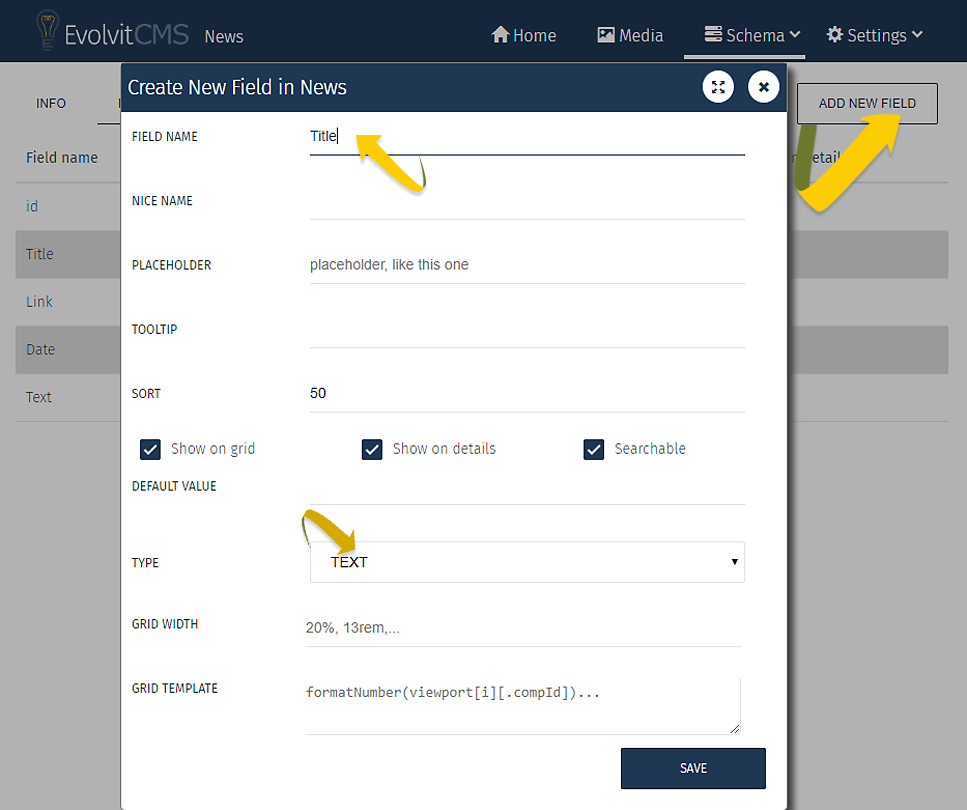 EvolvitCMS News Home Media Schema Settings
Create New Field in News
INFO
ADD NEW FIELD
FIELD NAME Title
Field name
NICE NAME
id
Title
PLACEHOLDER placeholder, like this one
Link
TOOLTIP
Date
SORT 50
Text
Show on grid Show on details Searchable
DEFAULT VALUE
TYPE TEXT
GRID WIDTH 20%, 13rem,...
GRID TEMPLATE formatNumber(viewport[i][.compId])...
SAVE